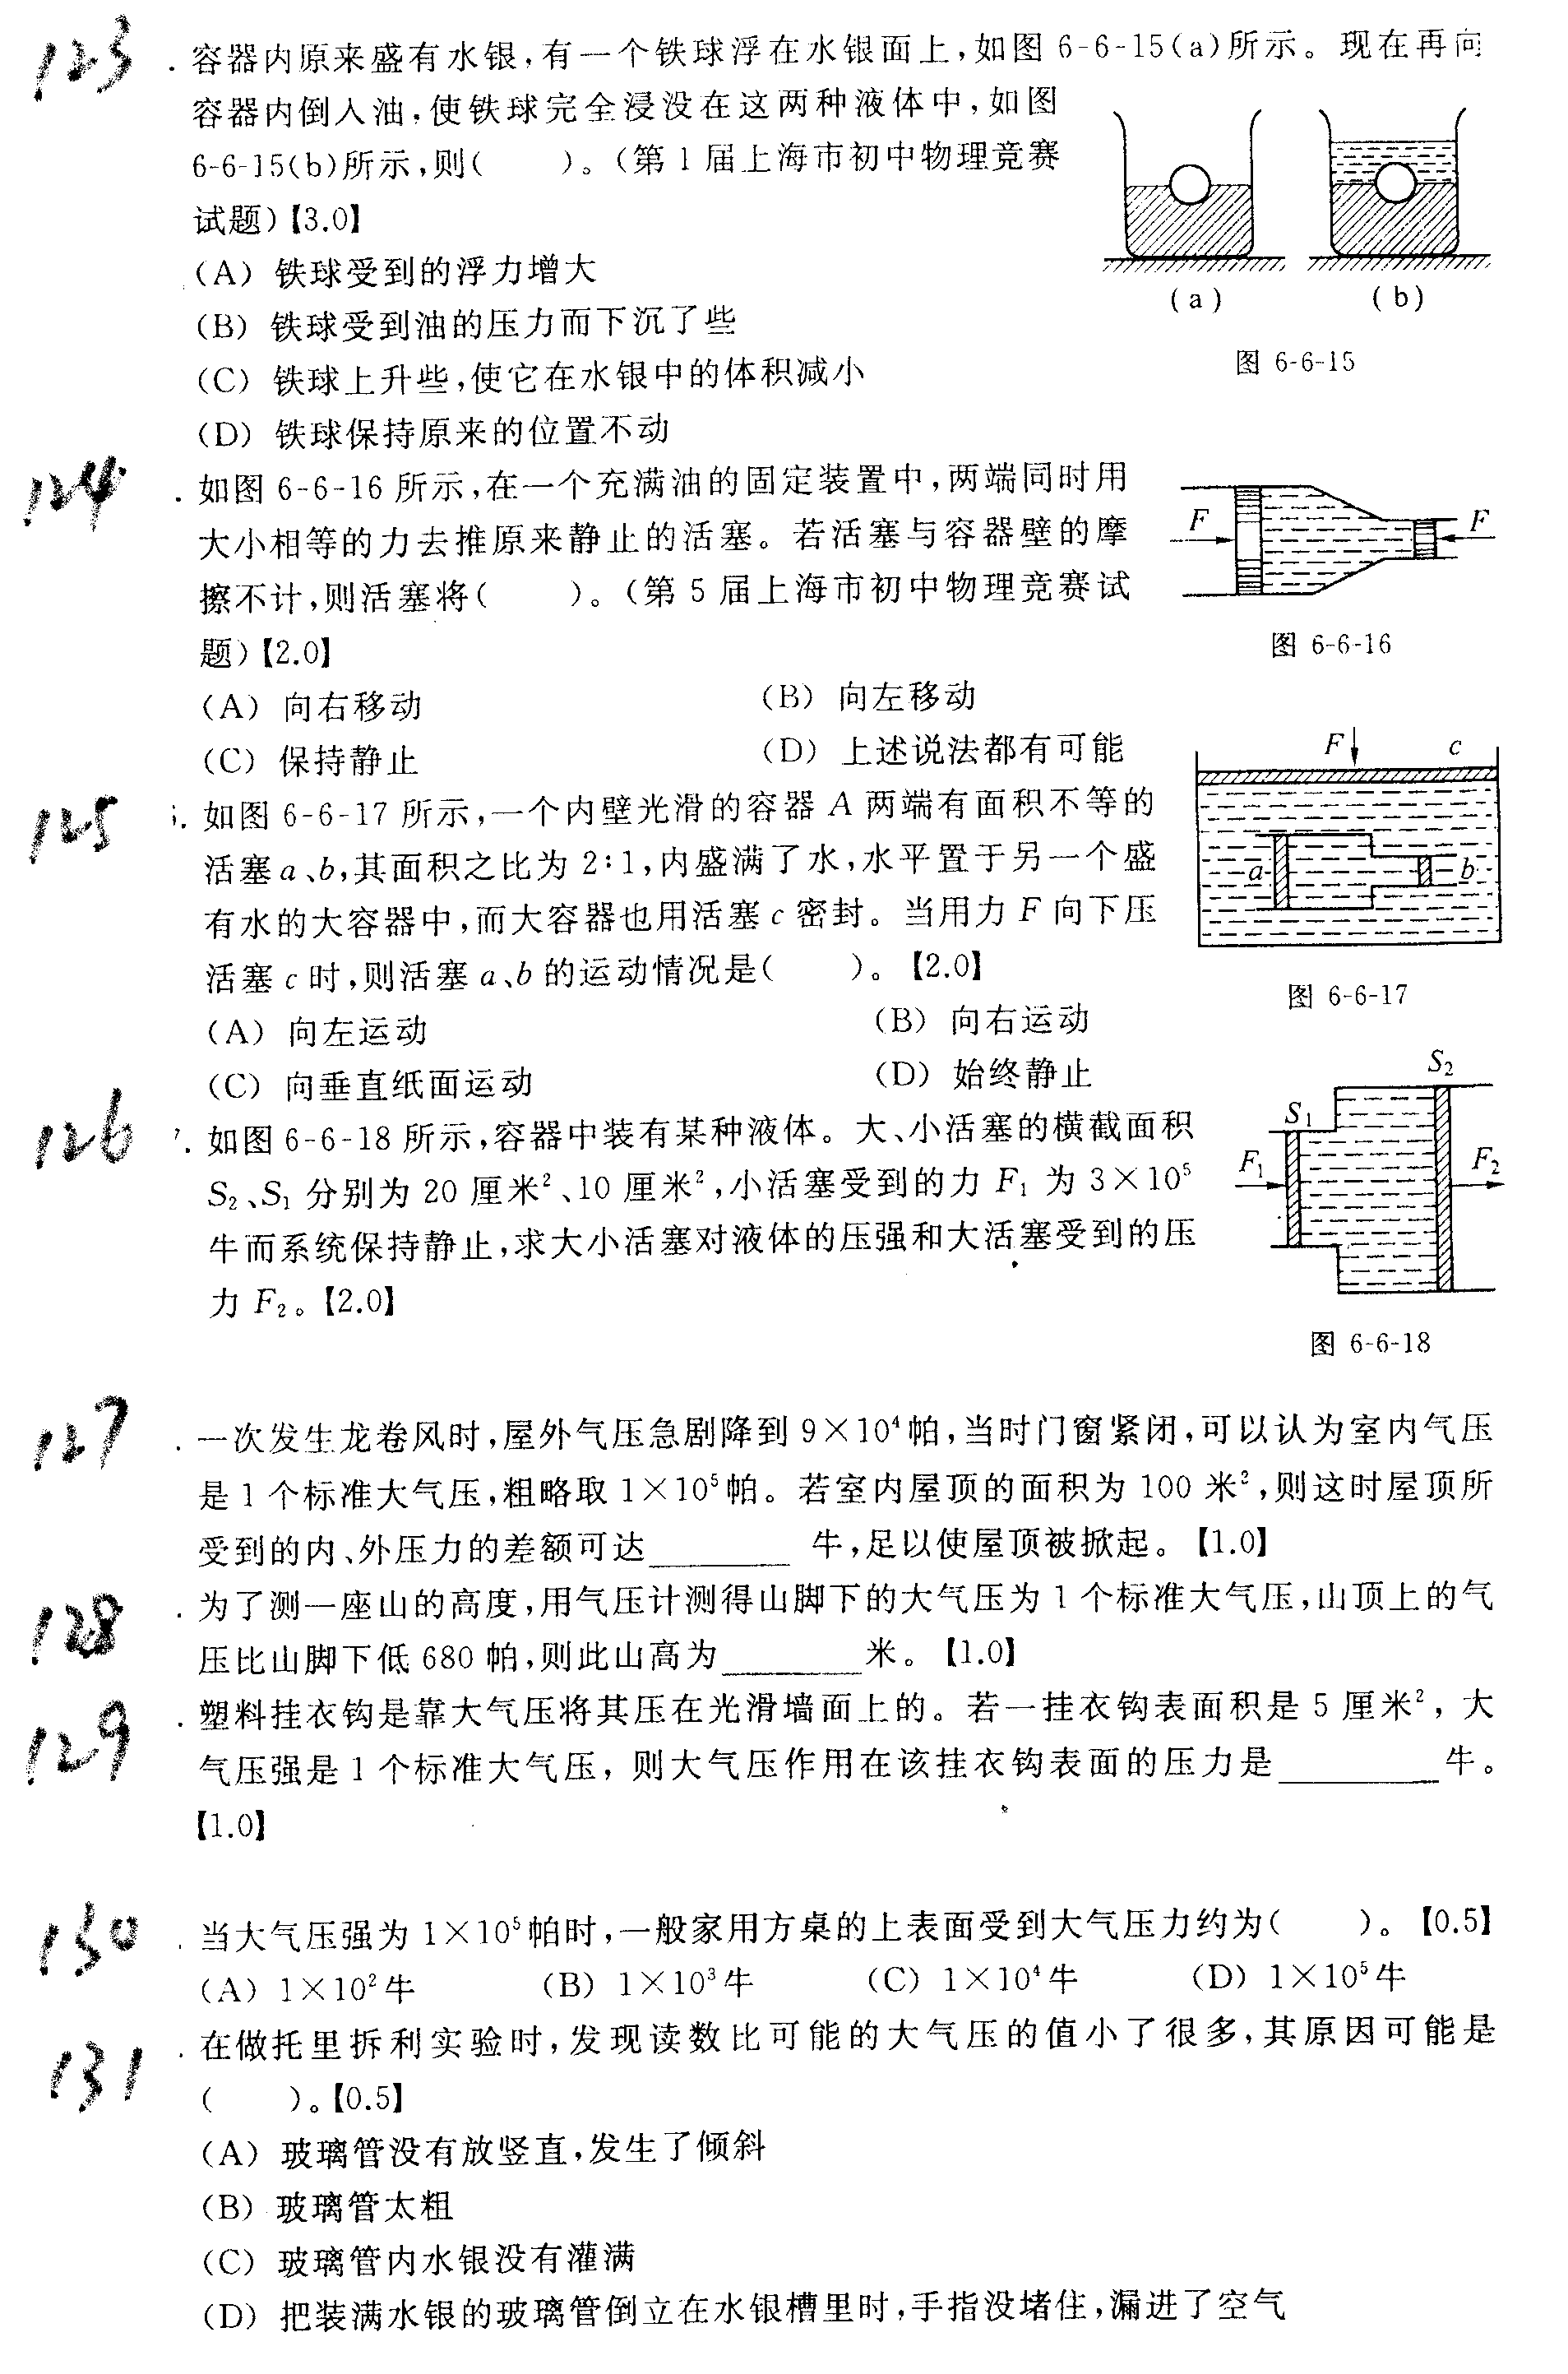 123 . 容器内原来盛有水银,有一个铁球浮在水银面上,如图 6-6-15(a)所示。现在再向
容器内倒入油,使铁球完全浸没在这两种液体中,如图
6-6-15(b)所示,则(  )。(第 1 届上海市初中物理竞赛
试题)【3.0】
(A) 铁球受到的浮力增大
(B) 铁球受到油的压力而下沉了些
(C) 铁球上升些,使它在水银中的体积减小
(D) 铁球保持原来的位置不动
(a) (b)
图 6-6-15
124 . 如图 6-6-16 所示,在一个充满油的固定装置中,两端同时用
大小相等的力去推原来静止的活塞。若活塞与容器壁的摩
擦不计,则活塞将(  )。(第 5 届上海市初中物理竞赛试
题)【2.0】
(A) 向右移动 (B) 向左移动
(C) 保持静止 (D) 上述说法都有可能
F F
图 6-6-16
125 . 如图 6-6-17 所示,一个内壁光滑的容器 A 两端有面积不等的
活塞 a、b,其面积之比为 2:1,内盛满了水,水平置于另一个盛
有水的大容器中,而大容器也用活塞 c 密封。当用力 F 向下压
活塞 c 时,则活塞 a、b 的运动情况是(  )。【2.0】
(A) 向左运动 (B) 向右运动
(C) 向垂直纸面运动 (D) 始终静止
F c
a b
图 6-6-17
126 . 如图 6-6-18 所示,容器中装有某种液体。大、小活塞的横截面积
S₂、S₁ 分别为 20 厘米²、10 厘米²,小活塞受到的力 F₁ 为 3×10⁵
牛而系统保持静止,求大小活塞对液体的压强和大活塞受到的压
力 F₂。【2.0】
S₂
S₁
F₁ F₂
图 6-6-18
127 . 一次发生龙卷风时,屋外气压急剧降到 9×10⁴帕,当时门窗紧闭,可以认为室内气压
是 1 个标准大气压,粗略取 1×10⁵帕。若室内屋顶的面积为 100 米²,则这时屋顶所
受到的内、外压力的差额可达________ 牛,足以使屋顶被掀起。【1.0】
128 . 为了测一座山的高度,用气压计测得山脚下的大气压为 1 个标准大气压,山顶上的气
压比山脚下低 680 帕,则此山高为________米。【1.0】
129 . 塑料挂衣钩是靠大气压将其压在光滑墙面上的。若一挂衣钩表面积是 5 厘米², 大
气压强是 1 个标准大气压, 则大气压作用在该挂衣钩表面的压力是________牛。
【1.0】
130 . 当大气压强为 1×10⁵帕时,一般家用方桌的上表面受到大气压力约为(  )。【0.5】
(A) 1×10²牛 (B) 1×10³牛 (C) 1×10⁴牛 (D) 1×10⁵牛
131 . 在做托里拆利实验时,发现读数比可能的大气压的值小了很多,其原因可能是
(  )。【0.5】
(A) 玻璃管没有放竖直,发生了倾斜
(B) 玻璃管太粗
(C) 玻璃管内水银没有灌满
(D) 把装满水银的玻璃管倒立在水银槽里时,手指没堵住,漏进了空气